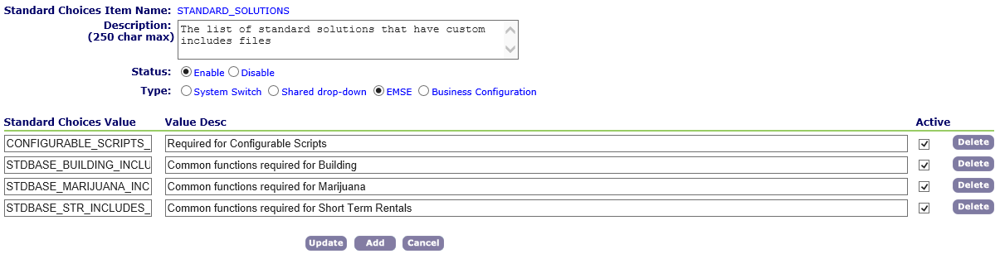 Standard Choices Item Name: STANDARD_SOLUTIONS
Description: The list of standard solutions that have custom
(250 char max) includes files
Status: Enable Disable
Type: System Switch Shared drop-down EMSE Business Configuration
Standard Choices Value Value Desc Active
CONFIGURABLE_SCRIPTS_ Required for Configurable Scripts Delete
STDBASE_BUILDING_INCLU Common functions required for Building Delete
STDBASE_MARIJUANA_INC Common functions required for Marijuana Delete
STDBASE_STR_INCLUDES_ Common functions required for Short Term Rentals Delete
Update Add Cancel